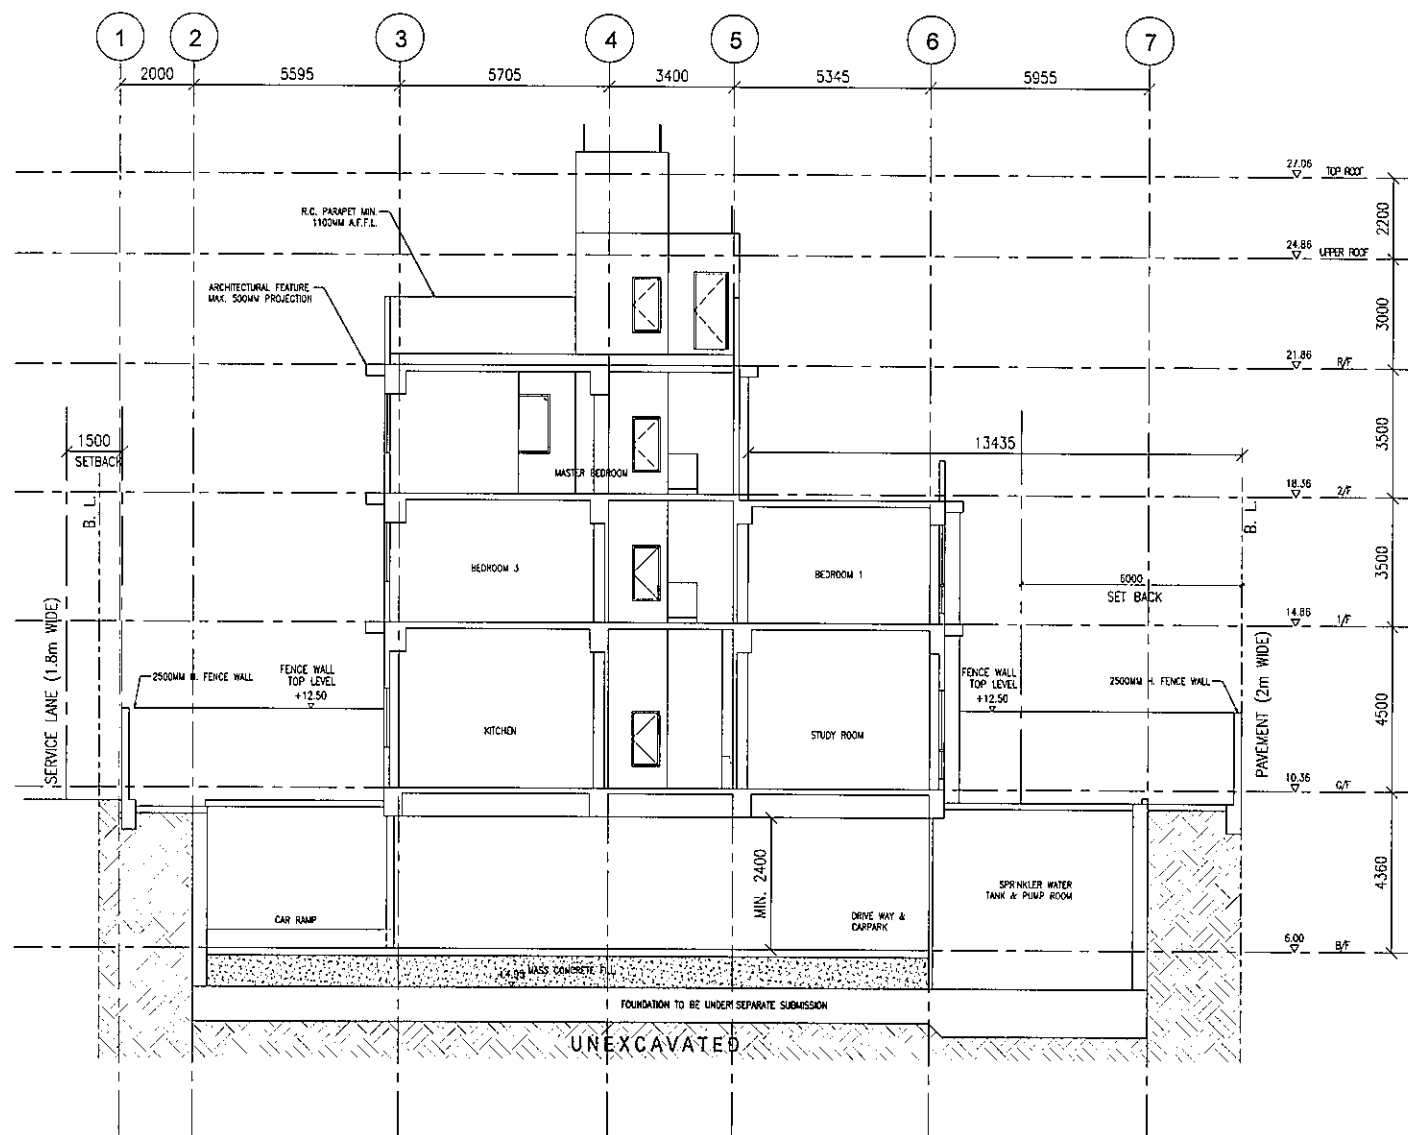 1 2 3 4 5 6 7
2000 5595 5705 3400 5345 5955
27.06 TOP ROOF
2200
R.C. PARAPET MIN.
1100MM A.F.F.L.
24.86 UPPER ROOF
ARCHITECTURAL FEATURE
MAX. 500MM PROJECTION
3000
21.86 R/F
3500
1500
SETBACK
13435
MASTER BEDROOM
18.36 2/F
B. L.
B. L.
BEDROOM 3
BEDROOM 1
3500
6000
SET BACK
14.86 1/F
SERVICE LANE (1.8m WIDE)
2500MM H. FENCE WALL
FENCE WALL
TOP LEVEL
+12.50
FENCE WALL
TOP LEVEL
+12.50
2500MM H. FENCE WALL
PAVEMENT (2m WIDE)
4500
KITCHEN
STUDY ROOM
10.36 G/F
4360
MIN. 2400
SPRINKLER WATER
TANK & PUMP ROOM
CAR RAMP
DRIVE WAY &
CARPARK
6.00 B/F
MASS CONCRETE FILL
FOUNDATION TO BE UNDER SEPARATE SUBMISSION
UNEXCAVATED